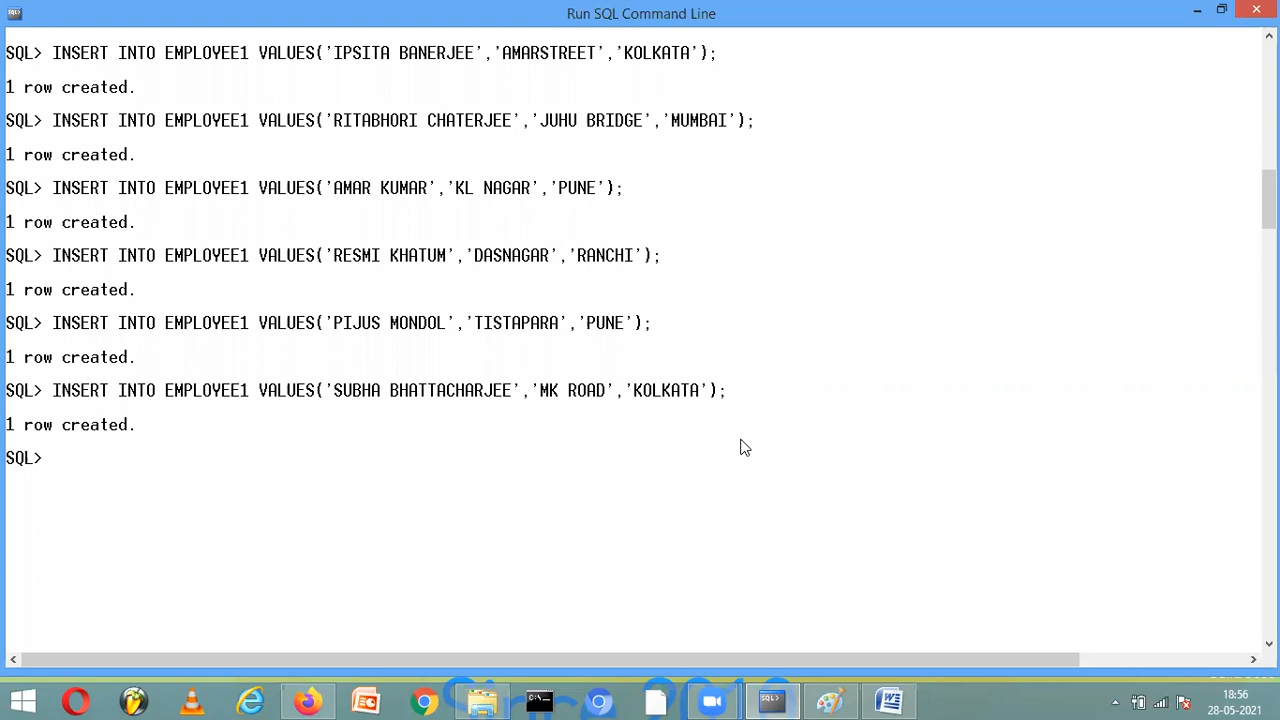 Run SQL Command Line
SQL> INSERT INTO EMPLOYEE1 VALUES('IPSITA BANERJEE','AMARSTREET','KOLKATA');
1 row created.
SQL> INSERT INTO EMPLOYEE1 VALUES('RITABHORI CHATERJEE','JUHU BRIDGE','MUMBAI');
1 row created.
SQL> INSERT INTO EMPLOYEE1 VALUES('AMAR KUMAR','KL NAGAR','PUNE');
1 row created.
SQL> INSERT INTO EMPLOYEE1 VALUES('RESMI KHATUM','DASNAGAR','RANCHI');
1 row created.
SQL> INSERT INTO EMPLOYEE1 VALUES('PIJUS MONDOL','TISTAPARA','PUNE');
1 row created.
SQL> INSERT INTO EMPLOYEE1 VALUES('SUBHA BHATTACHARJEE','MK ROAD','KOLKATA');
1 row created.
SQL>
18:56
28-05-2021